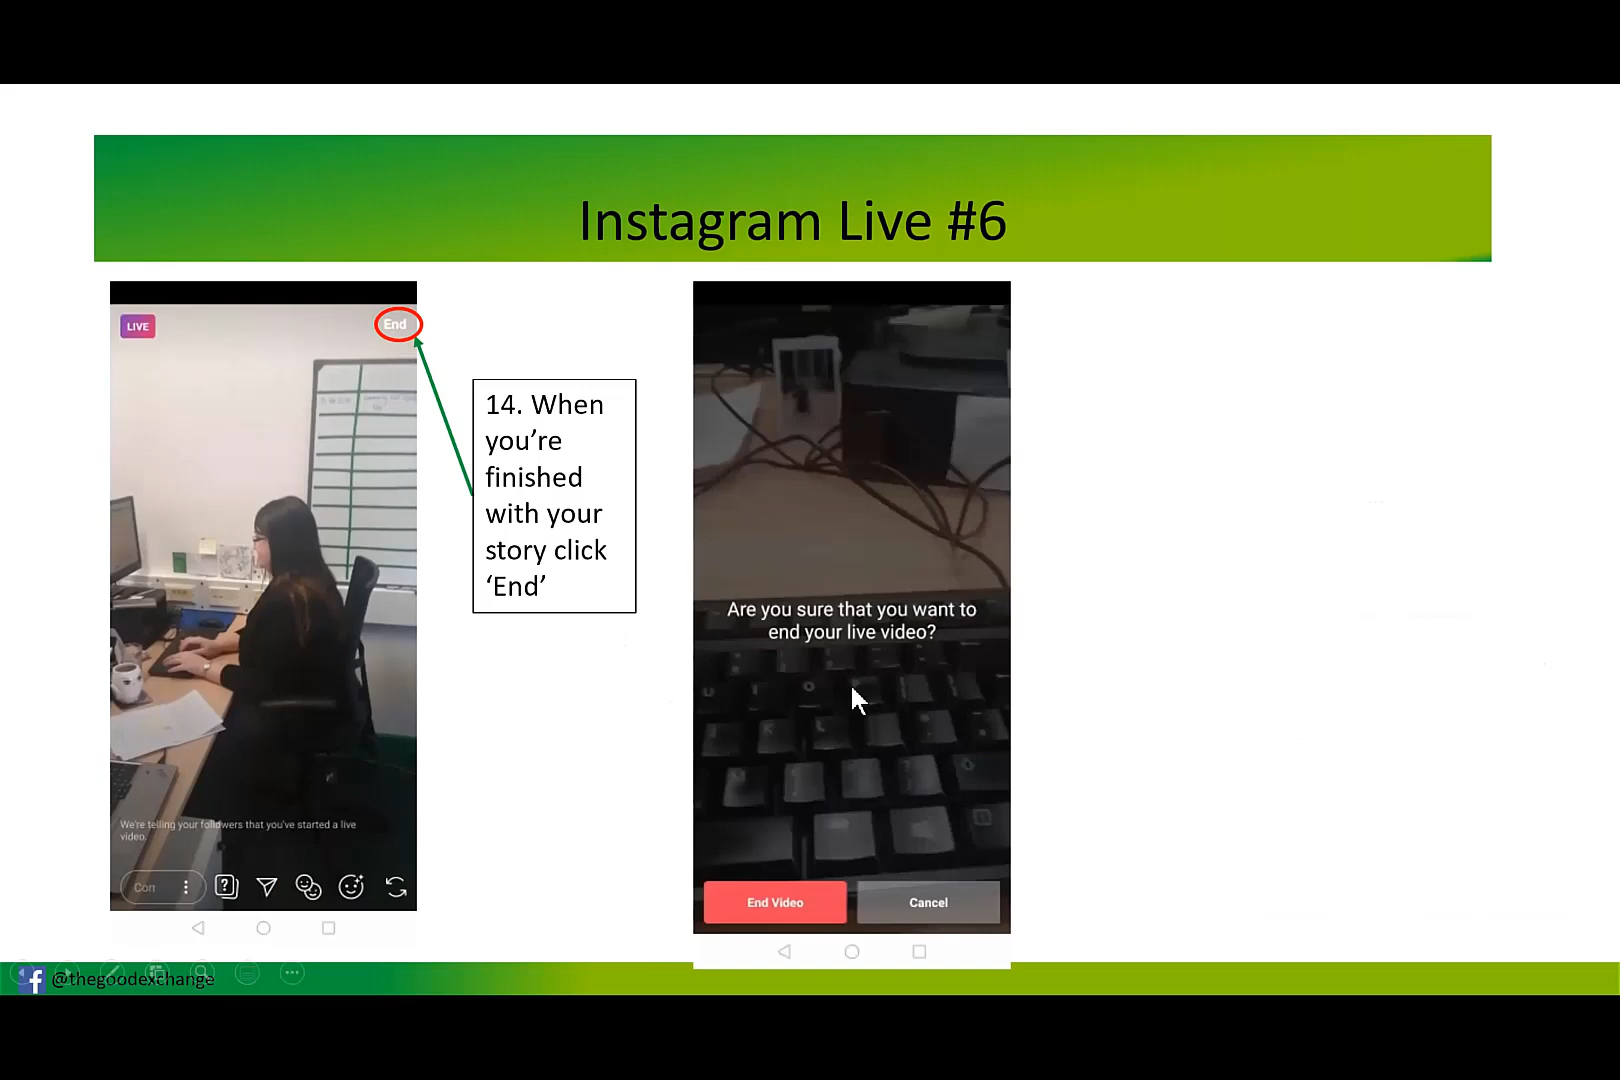 Instagram Live #6
LIVE
End
14. When
you’re
finished
with your
story click
‘End’
We're telling your followers that you've started a live
video.
Com
Are you sure that you want to
end your live video?
End Video
Cancel
@thegoodexchange